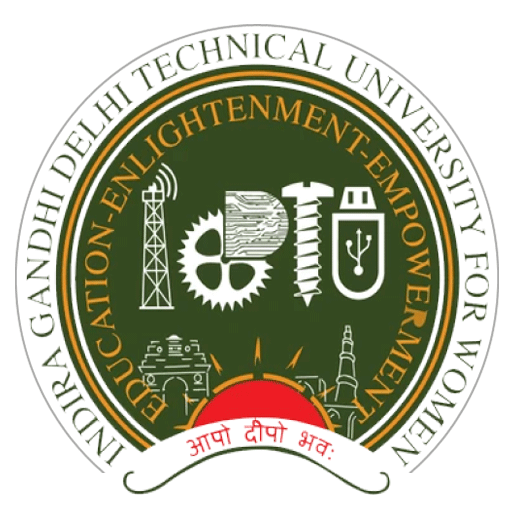 INDIRA GANDHI DELHI TECHNICAL UNIVERSITY FOR WOMEN
EDUCATION-ENLIGHTENMENT-EMPOWERMENT
IGDTU
आपो दीपो भवः